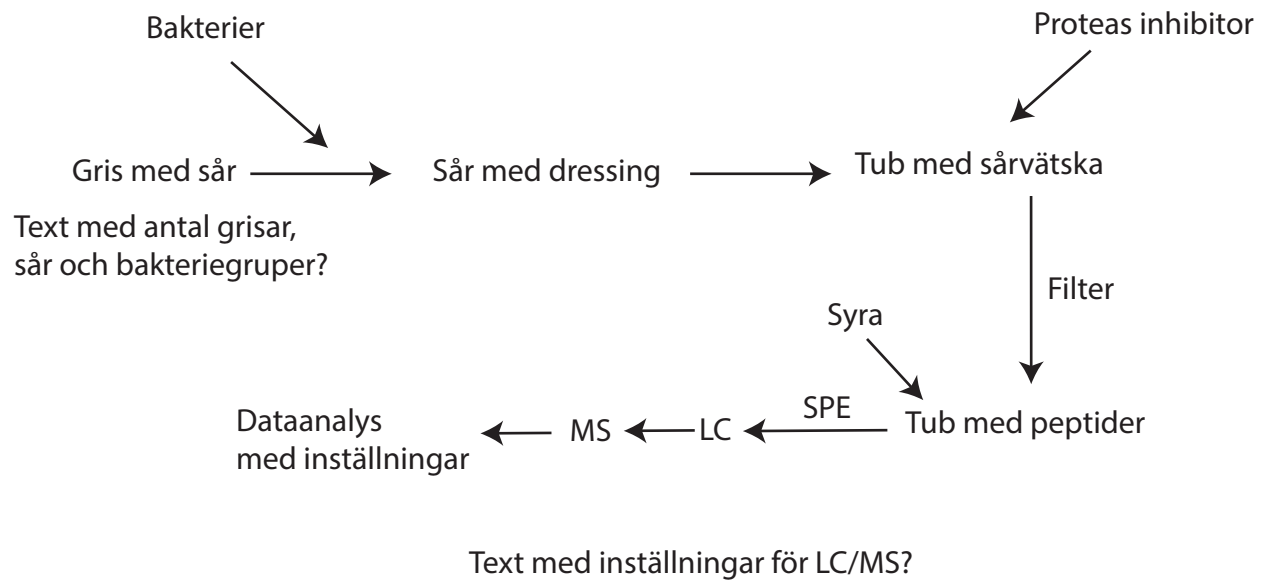 Bakterier
Proteas inhibitor
Gris med sår
Sår med dressing
Tub med sårvätska
Text med antal grisar,
sår och bakteriegruper?
Filter
Syra
Tub med peptider
SPE
LC
MS
Dataanalys
med inställningar
Text med inställningar för LC/MS?